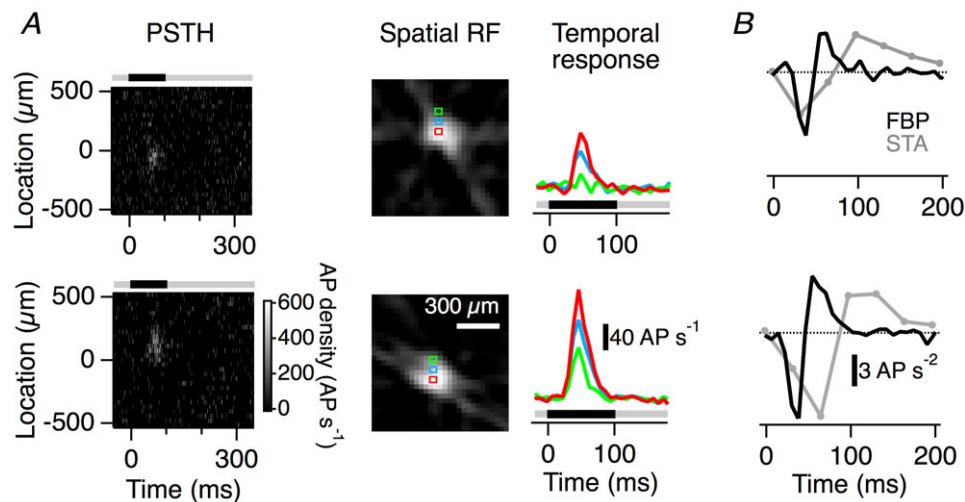 A
PSTH
Spatial RF
Temporal
response
B
Location (µm)
500
0
-500
0
300
0
100
FBP
STA
0
100
200
Location (µm)
500
0
-500
0
300
Time (ms)
600
400
200
0
AP density (AP s⁻¹)
300 µm
40 AP s⁻¹
0
100
Time (ms)
3 AP s⁻²
0
100
200
Time (ms)